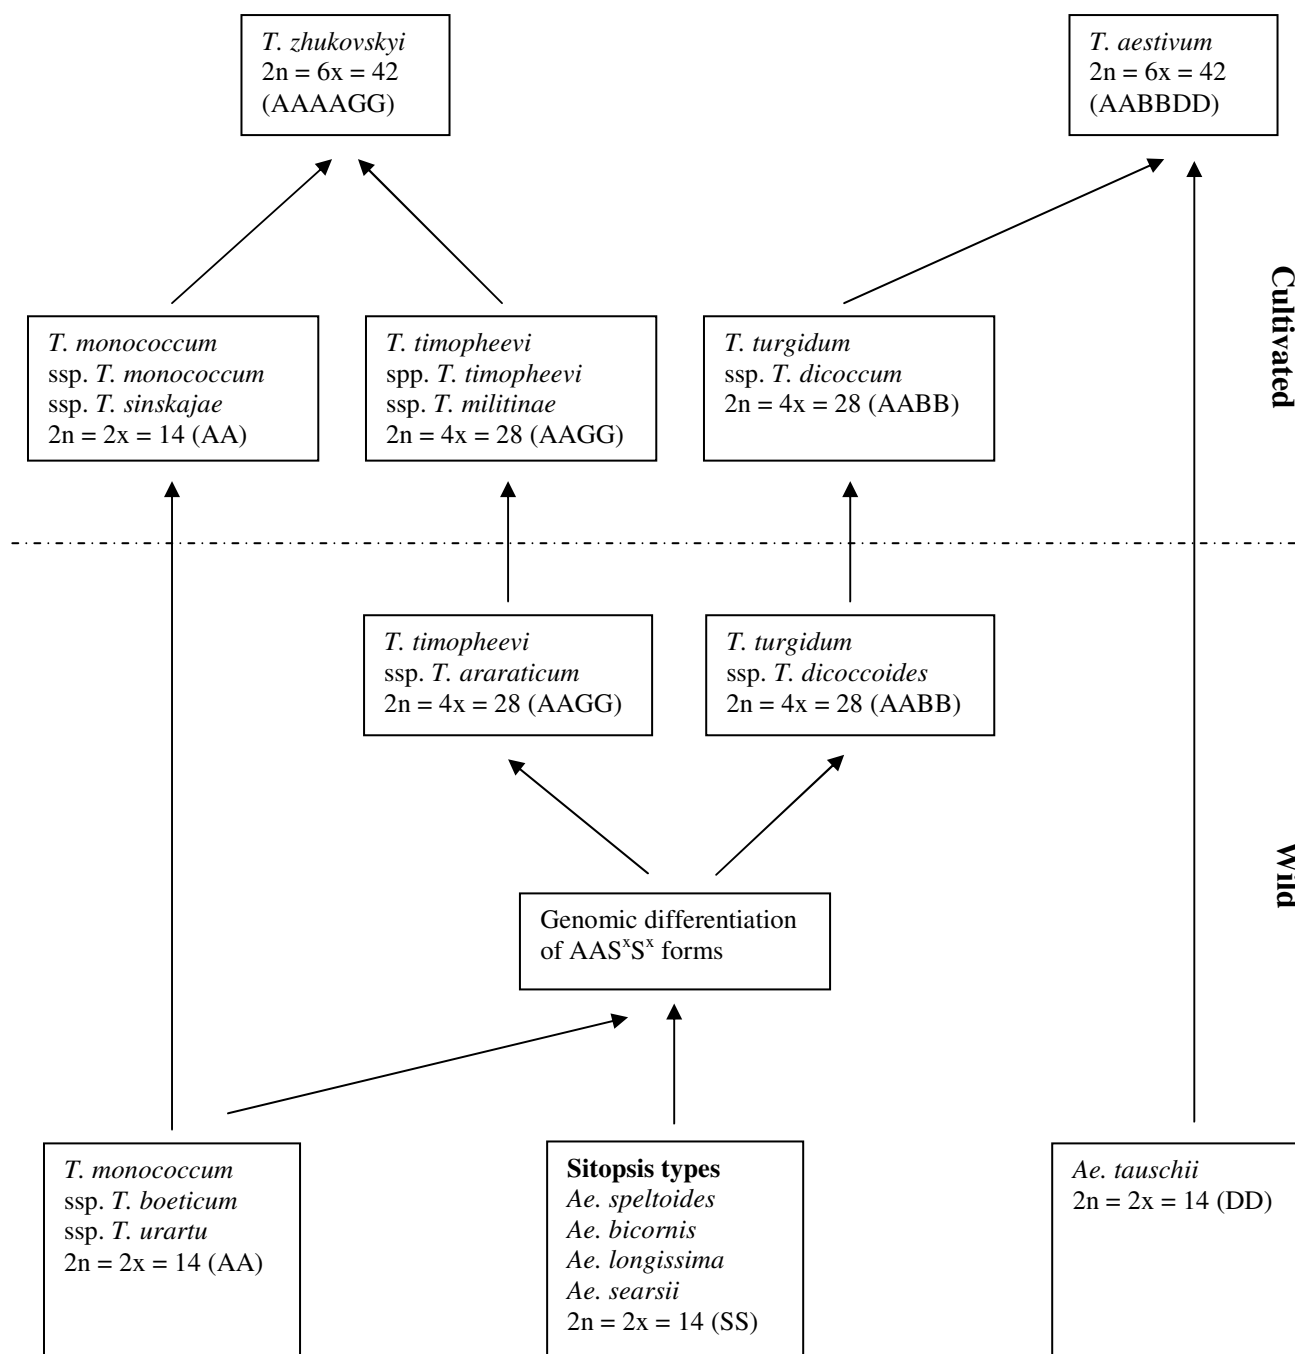 T. zhukovskyi
2n = 6x = 42
(AAAAGG)
T. aestivum
2n = 6x = 42
(AABBDD)
Cultivated
T. monococcum
ssp. T. monococcum
ssp. T. sinskajae
2n = 2x = 14 (AA)
T. timopheevi
spp. T. timopheevi
ssp. T. militinae
2n = 4x = 28 (AAGG)
T. turgidum
ssp. T. dicoccum
2n = 4x = 28 (AABB)
T. timopheevi
ssp. T. araraticum
2n = 4x = 28 (AAGG)
T. turgidum
ssp. T. dicoccoides
2n = 4x = 28 (AABB)
Wild
Genomic differentiation
of AASˣSˣ forms
T. monococcum
ssp. T. boeticum
ssp. T. urartu
2n = 2x = 14 (AA)
Sitopsis types
Ae. speltoides
Ae. bicornis
Ae. longissima
Ae. searsii
2n = 2x = 14 (SS)
Ae. tauschii
2n = 2x = 14 (DD)